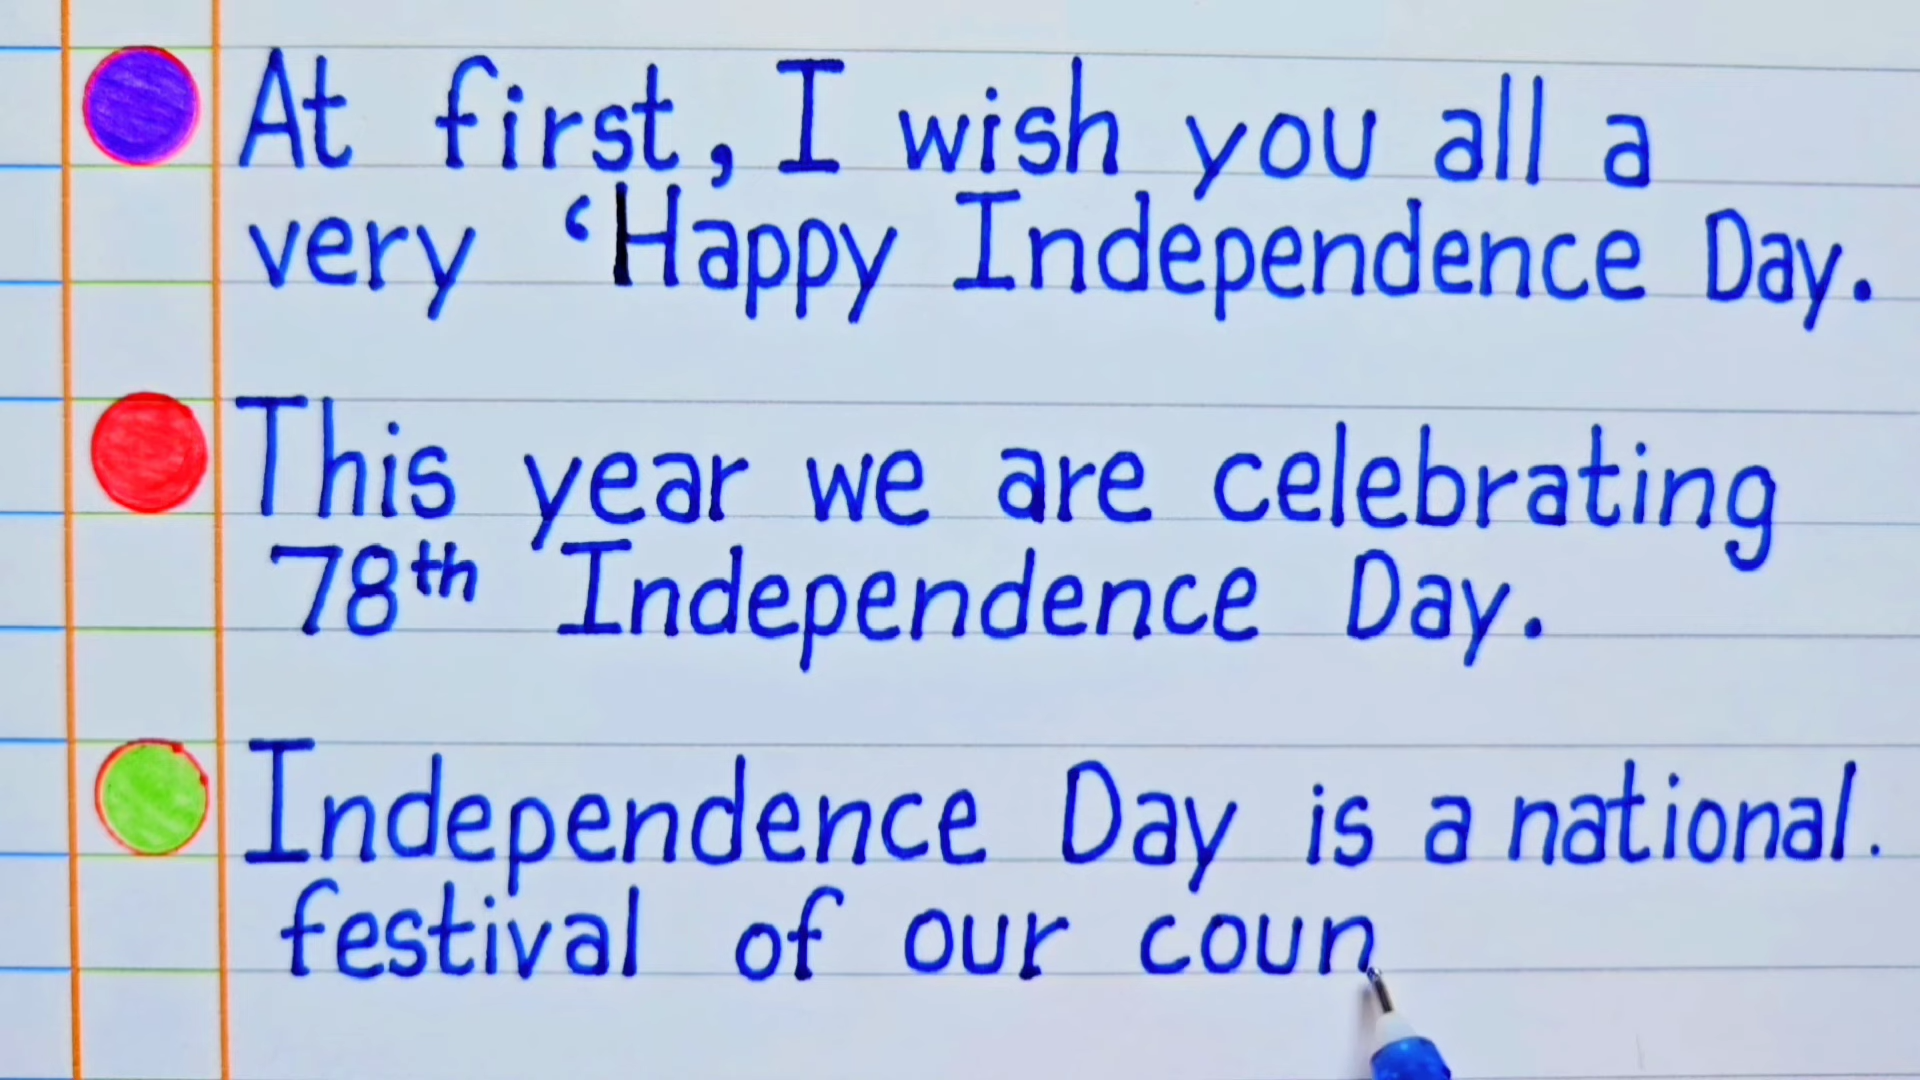 At first, I wish you all a
very ‘Happy Independence Day.
This year we are celebrating
78th Independence Day.
Independence Day is a national.
festival of our coun